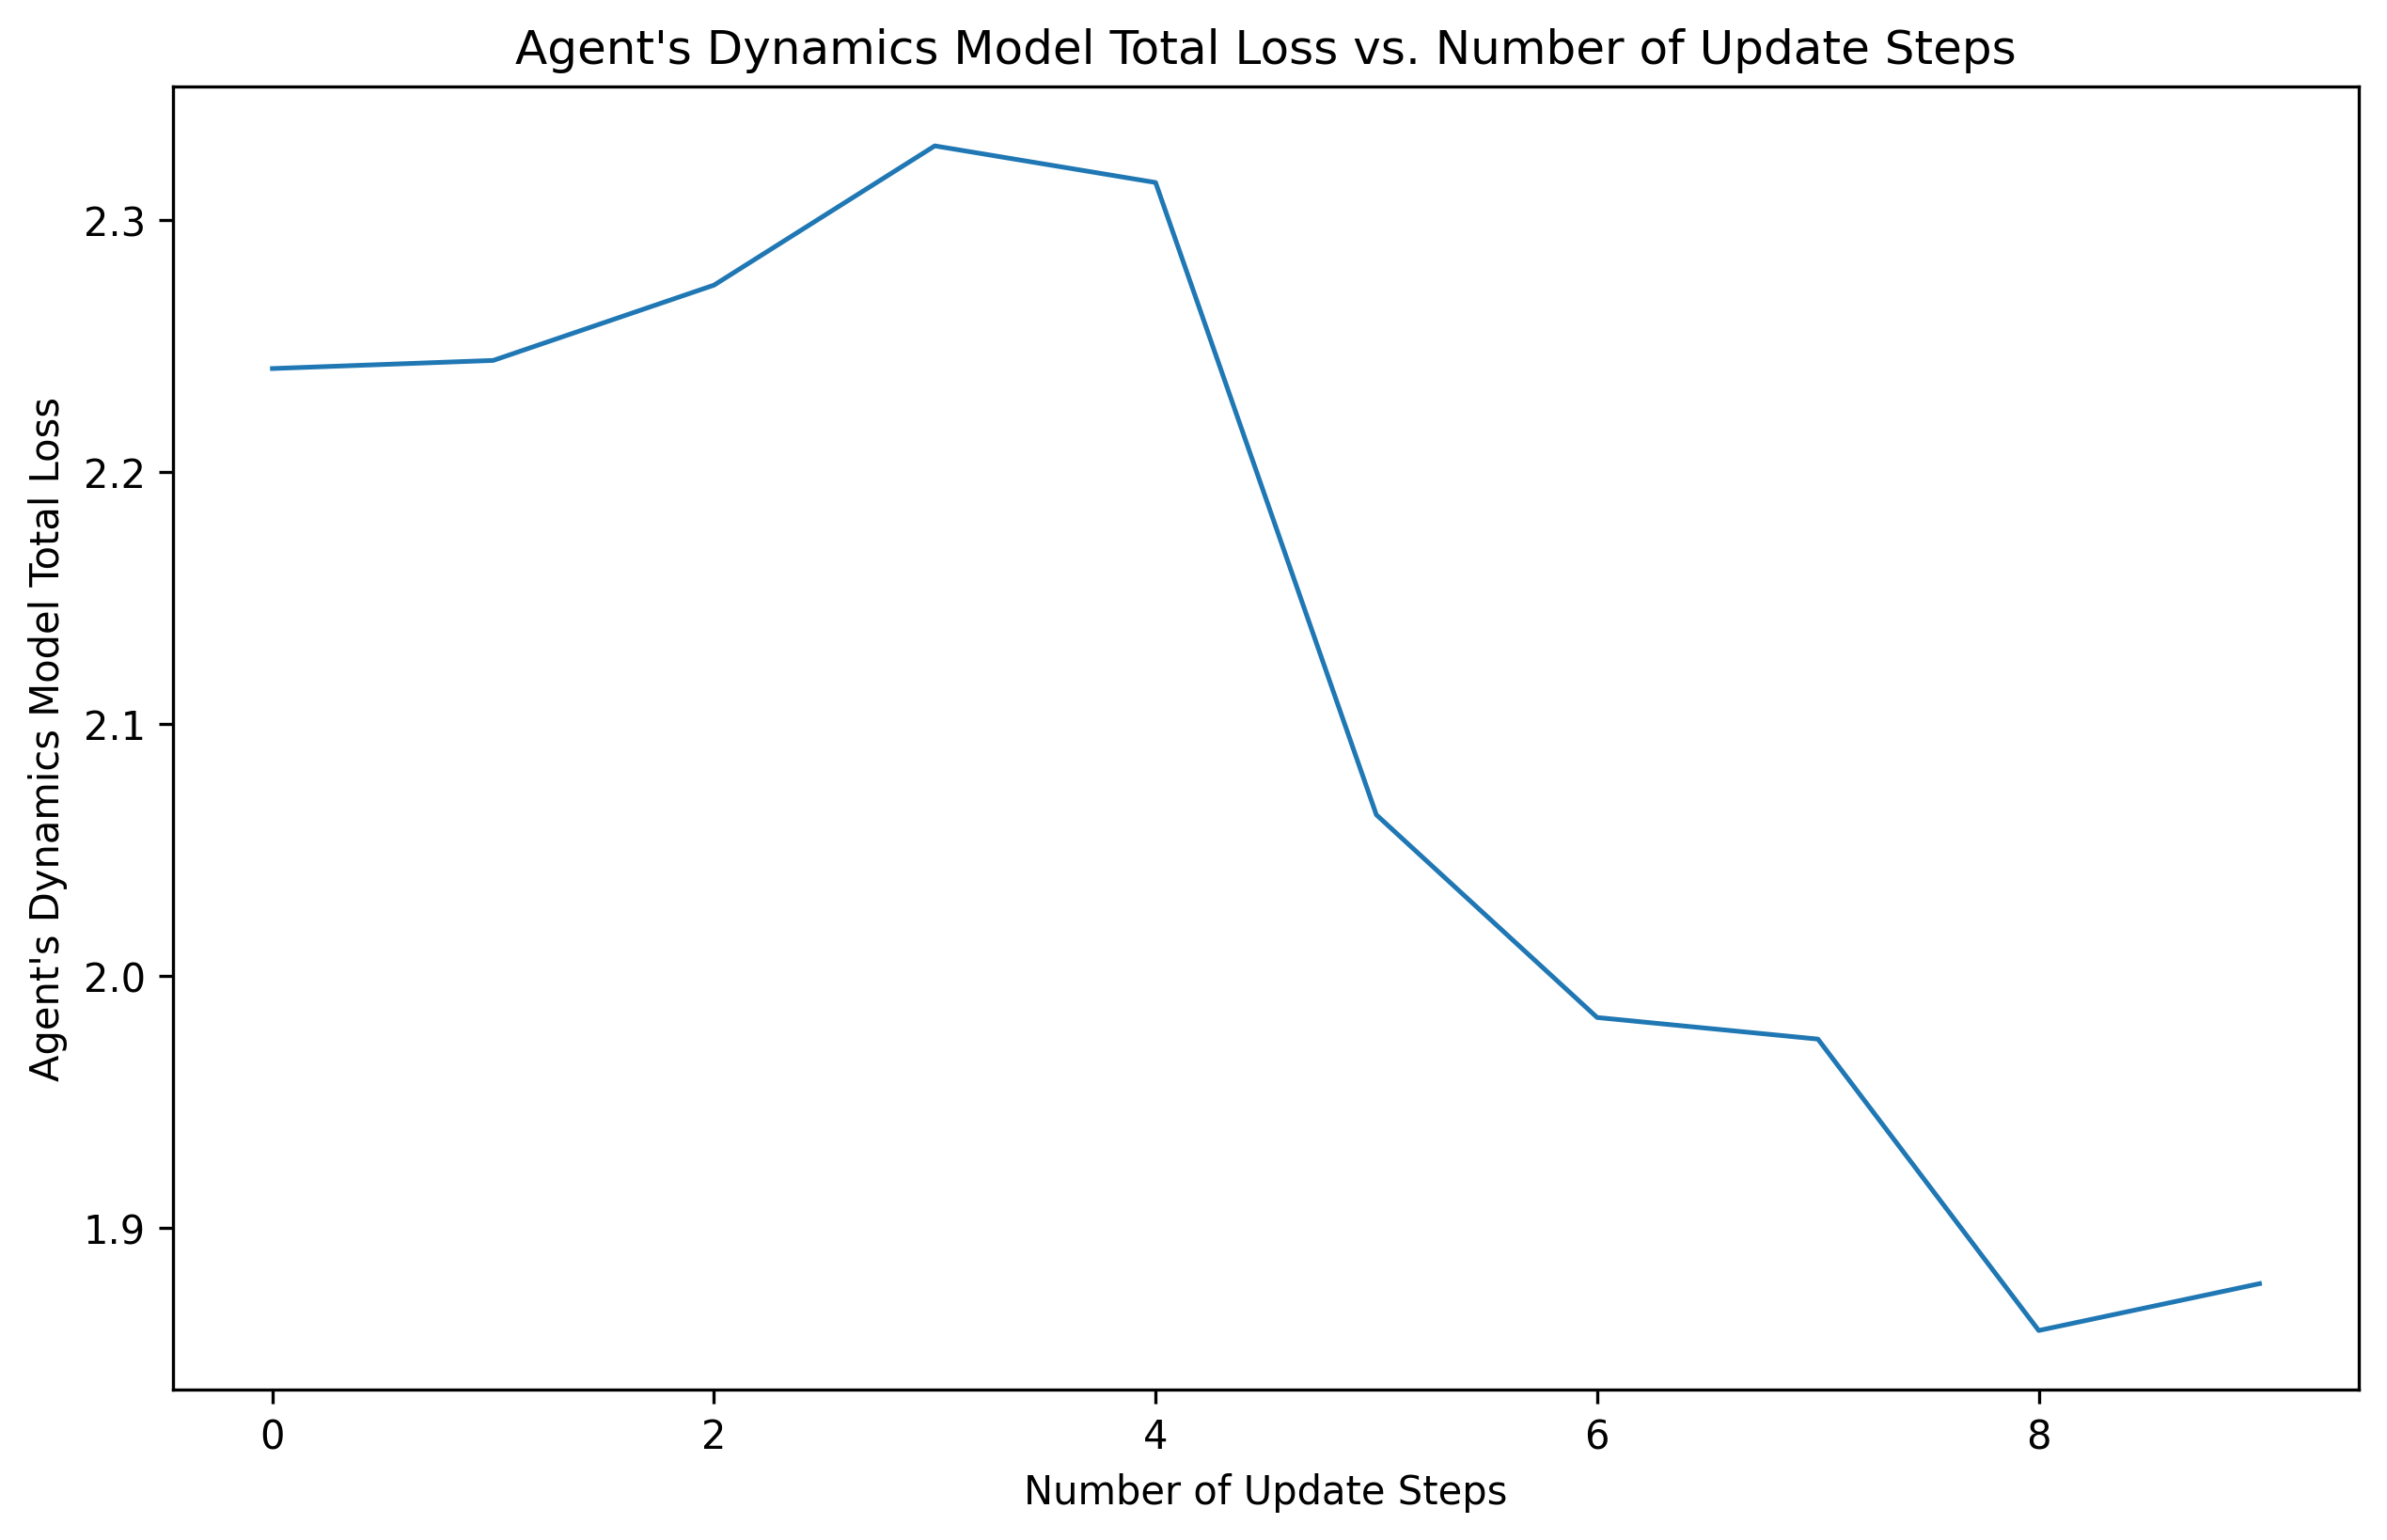 Agent's Dynamics Model Total Loss vs. Number of Update Steps
Agent's Dynamics Model Total Loss
2.3
2.2
2.1
2.0
1.9
0 2 4 6 8
Number of Update Steps